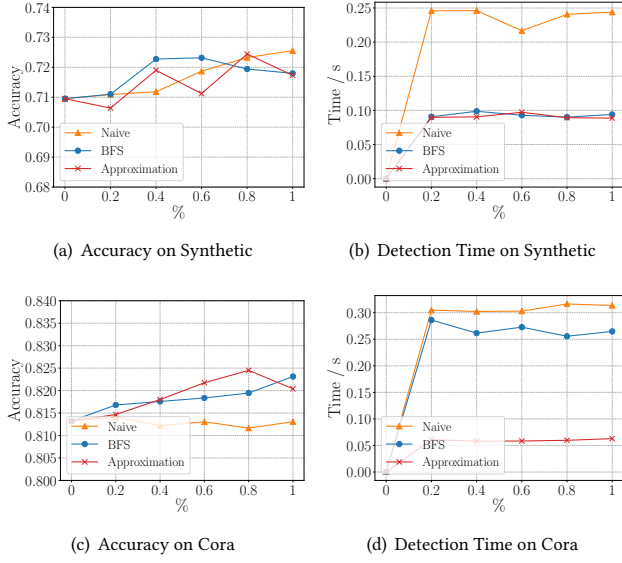 0.74
0.73
0.72
0.71
0.70
0.69
0.68
Accuracy
Naive
BFS
Approximation
0 0.2 0.4 0.6 0.8 1
%
(a) Accuracy on Synthetic
0.25
0.20
0.15
0.10
0.05
0.00
Time / s
Naive
BFS
Approximation
0 0.2 0.4 0.6 0.8 1
%
(b) Detection Time on Synthetic
0.840
0.835
0.830
0.825
0.820
0.815
0.810
0.805
0.800
Accuracy
Naive
BFS
Approximation
0 0.2 0.4 0.6 0.8 1
%
(c) Accuracy on Cora
0.30
0.25
0.20
0.15
0.10
0.05
0.00
Time / s
Naive
BFS
Approximation
0 0.2 0.4 0.6 0.8 1
%
(d) Detection Time on Cora